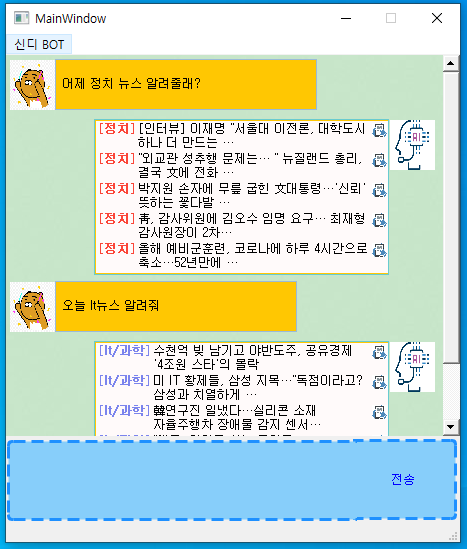 MainWindow
신디 BOT
어제 정치 뉴스 알려줄래?
[정치] [인터뷰] 이재명 "서울대 이전론, 대학도시
하나 더 만드는 …
[정치] "외교관 성추행 문제는… " 뉴질랜드 총리,
결국 文에 전화 …
[정치] 박지원 손자에 무릎 굽힌 文대통령…'신뢰'
뜻하는 꽃다발 …
[정치] 靑, 감사위원에 김오수 임명 요구… 최재형
감사원장이 2차…
[정치] 올해 예비군훈련, 코로나에 하루 4시간으로
축소…52년만에 …
오늘 It뉴스 알려줘
[It/과학] 수천억 빚 남기고 야반도주, 공유경제
'4조원 스타'의 몰락
[It/과학] 미 IT 황제들, 삼성 지목…"독점이라고?
삼성과 치열하게 …
[It/과학] 韓연구진 일냈다…실리콘 소재
자율주행차 장애물 감지 센서…
전송